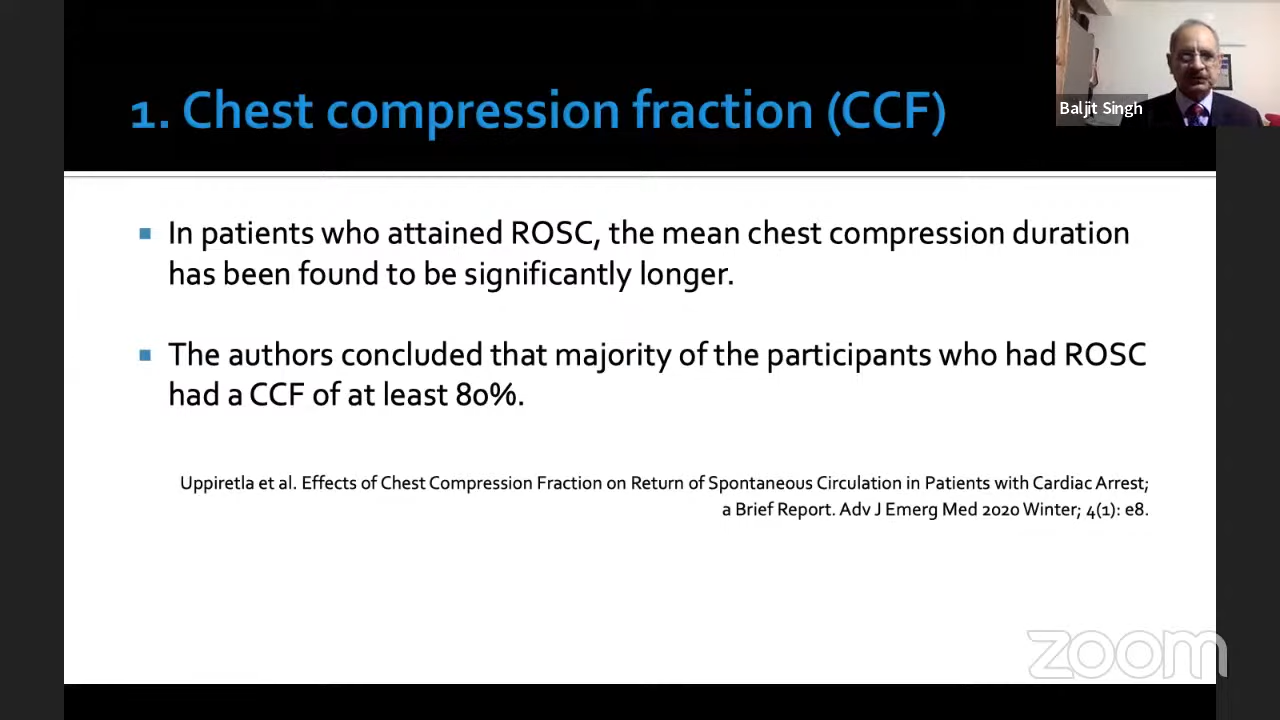 1. Chest compression fraction (CCF)
Baljit Singh
In patients who attained ROSC, the mean chest compression duration
has been found to be significantly longer.
The authors concluded that majority of the participants who had ROSC
had a CCF of at least 80%.
Uppiretla et al. Effects of Chest Compression Fraction on Return of Spontaneous Circulation in Patients with Cardiac Arrest;
a Brief Report. Adv J Emerg Med 2020 Winter; 4(1): e8.
zoom